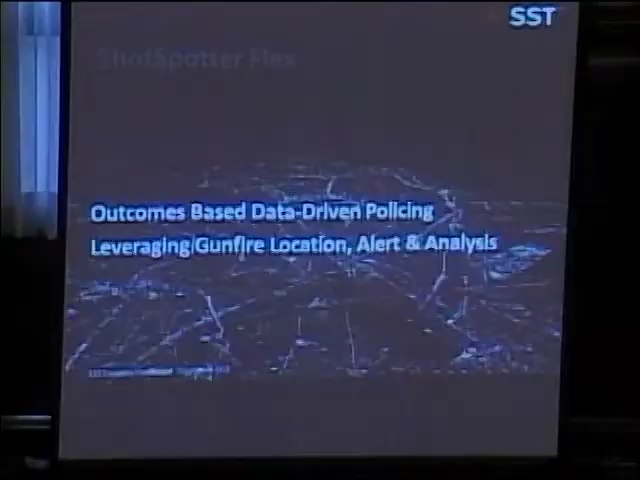 SST
ShotSpotter Flex
Outcomes Based Data-Driven Policing
Leveraging Gunfire Location, Alert & Analysis